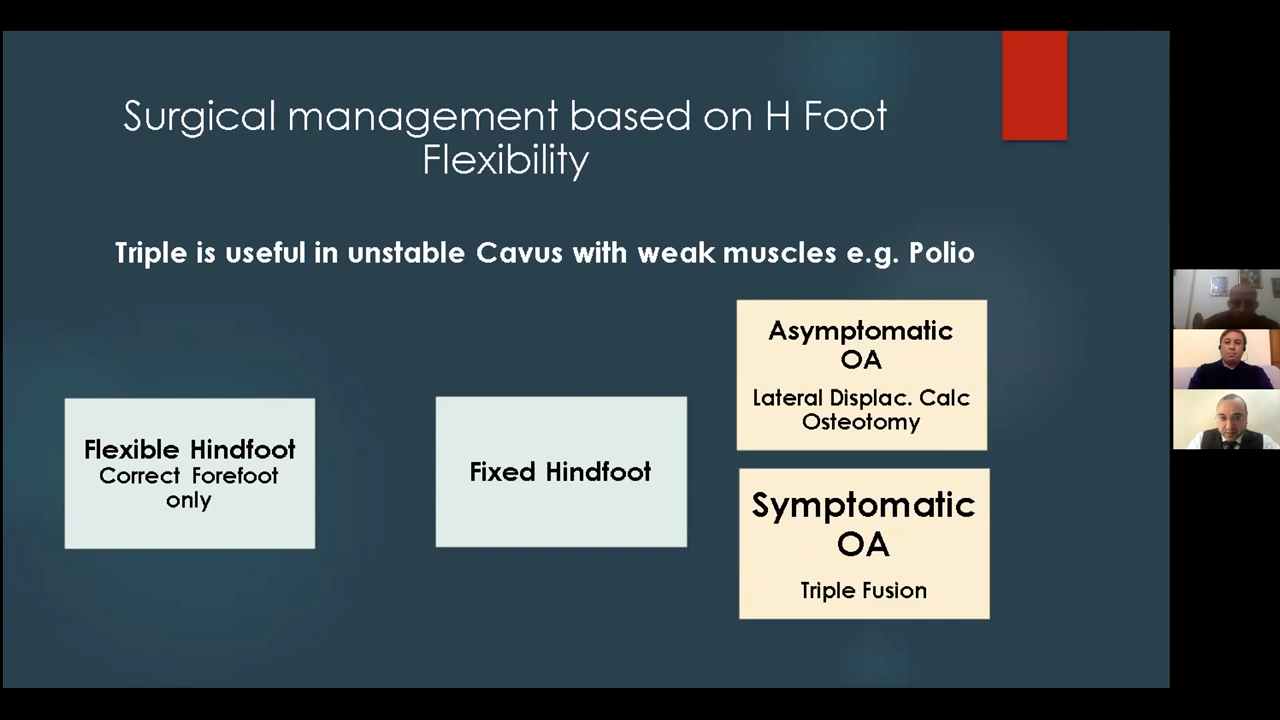 Surgical management based on H Foot
Flexibility
Triple is useful in unstable Cavus with weak muscles e.g. Polio
Flexible Hindfoot
Correct Forefoot
only
Fixed Hindfoot
Asymptomatic
OA
Lateral Displac. Calc
Osteotomy
Symptomatic
OA
Triple Fusion